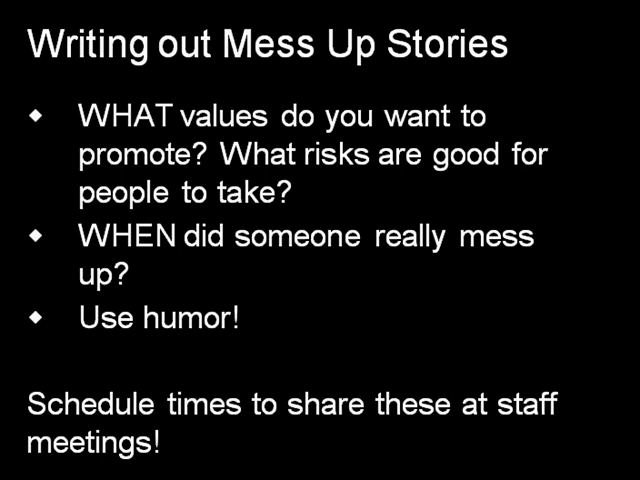 Writing out Mess Up Stories
◆ WHAT values do you want to
promote? What risks are good for
people to take?
◆ WHEN did someone really mess
up?
◆ Use humor!
Schedule times to share these at staff
meetings!